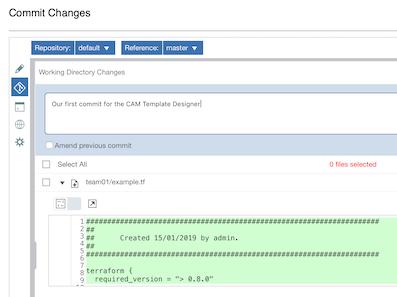 Commit Changes
Repository: default Reference: master
Working Directory Changes
Our first commit for the CAM Template Designer
Amend previous commit
Select All 0 files selected
team01/example.tf
1 ######################################################################
2 ##
3 ## Created 15/01/2019 by admin.
4 ##
5 ######################################################################
6
7 terraform {
8 required_version = "> 0.8.0"
9